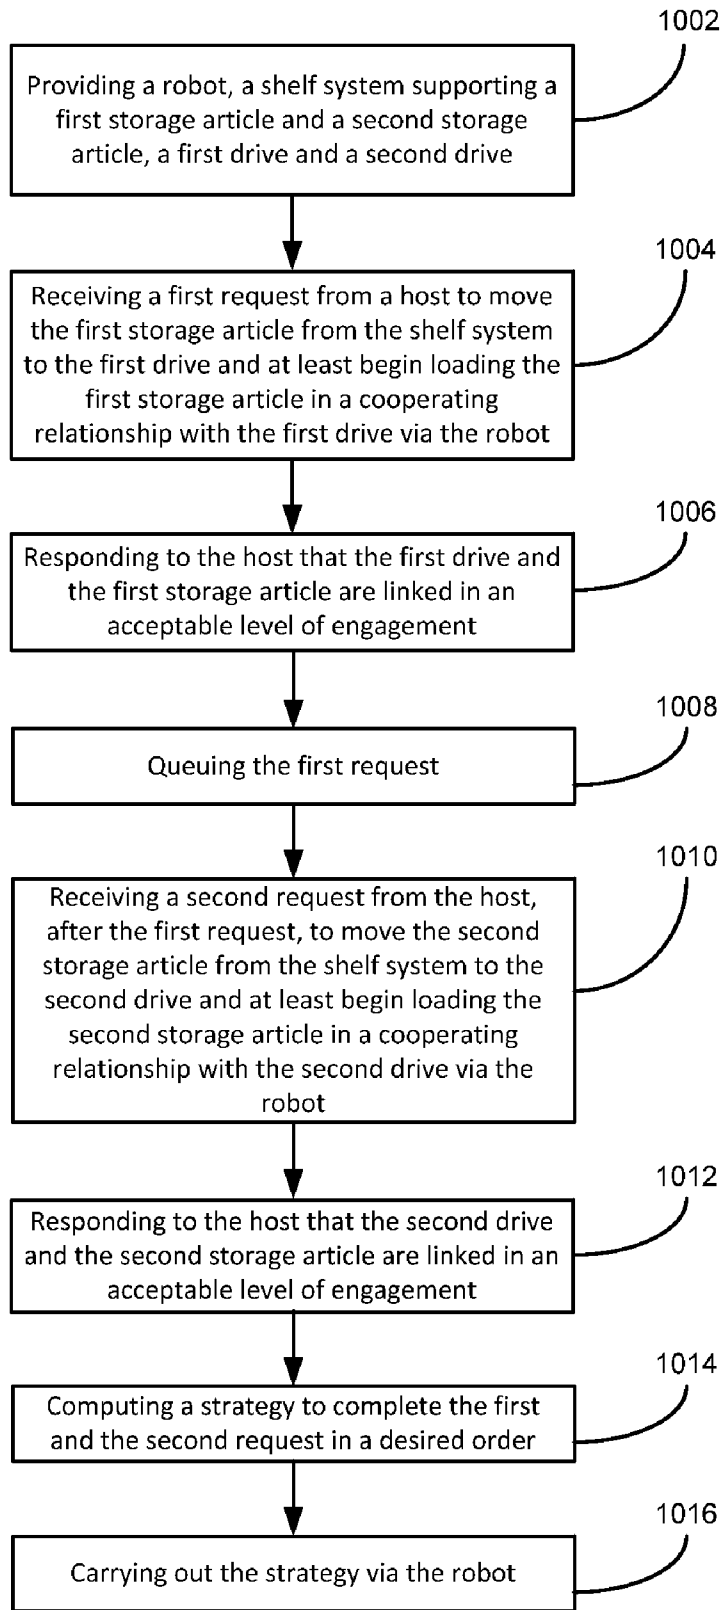 1002
Providing a robot, a shelf system supporting a
first storage article and a second storage
article, a first drive and a second drive
1004
Receiving a first request from a host to move
the first storage article from the shelf system
to the first drive and at least begin loading the
first storage article in a cooperating
relationship with the first drive via the robot
1006
Responding to the host that the first drive and
the first storage article are linked in an
acceptable level of engagement
1008
Queuing the first request
1010
Receiving a second request from the host,
after the first request, to move the second
storage article from the shelf system to the
second drive and at least begin loading the
second storage article in a cooperating
relationship with the second drive via the
robot
1012
Responding to the host that the second drive
and the second storage article are linked in an
acceptable level of engagement
1014
Computing a strategy to complete the first
and the second request in a desired order
1016
Carrying out the strategy via the robot